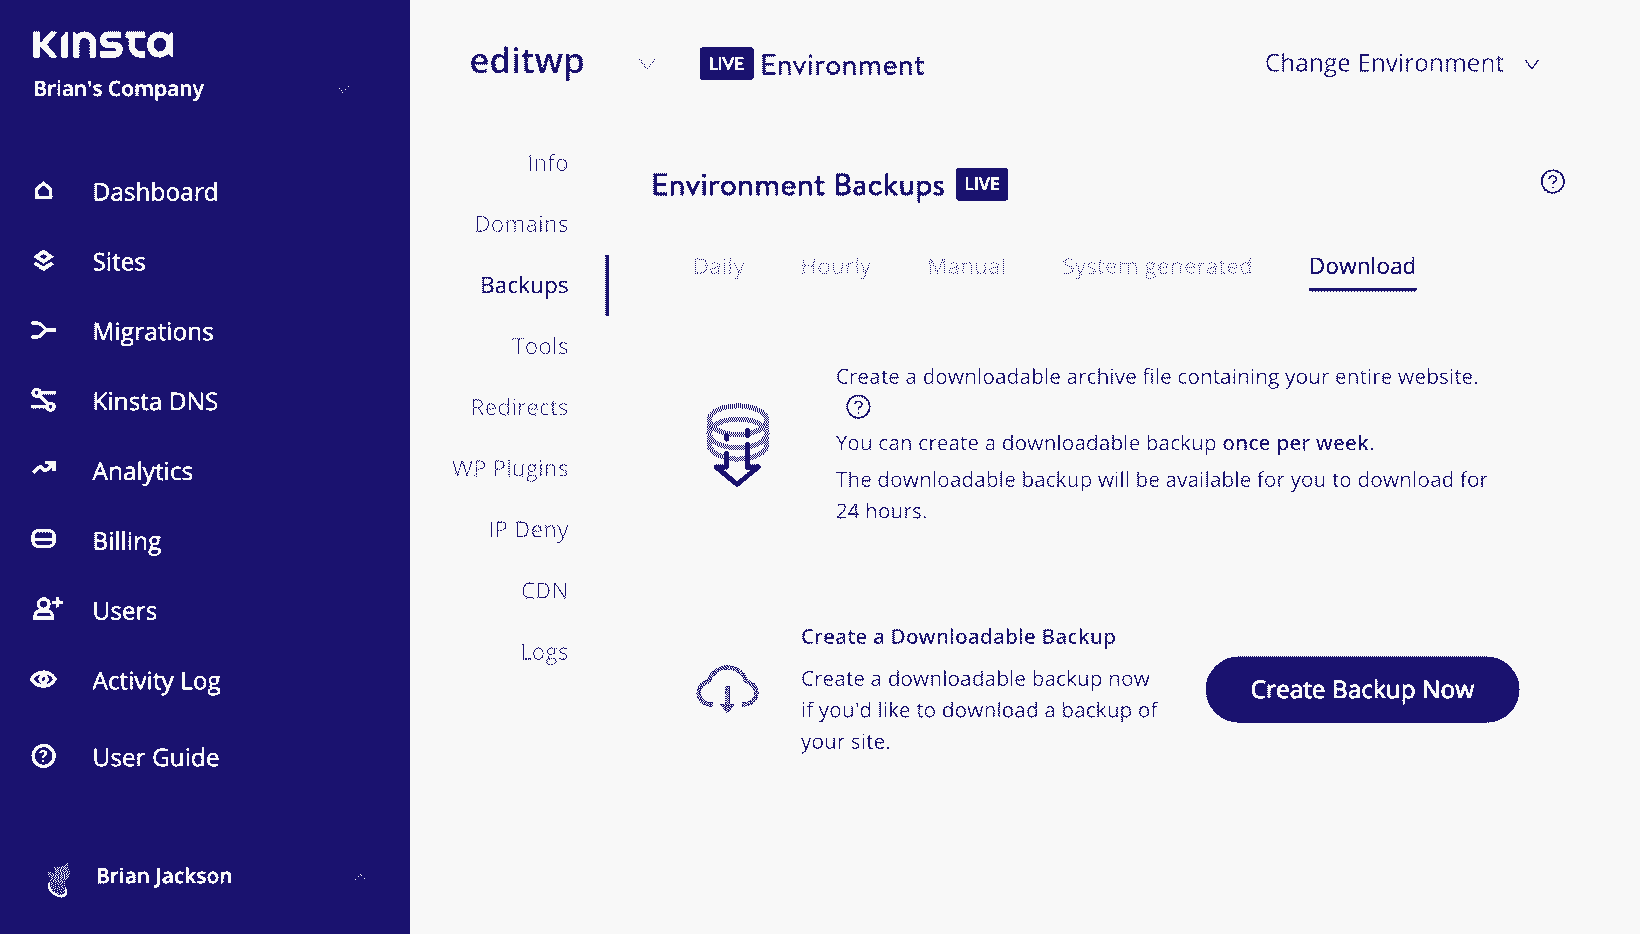 Kinsta
Brian's Company
Dashboard
Sites
Migrations
Kinsta DNS
Analytics
Billing
Users
Activity Log
User Guide
Brian Jackson
editwp
LIVE Environment
Change Environment
Info
Domains
Backups
Tools
Redirects
WP Plugins
IP Deny
CDN
Logs
Environment Backups LIVE
Daily Hourly Manual System generated Download
Create a downloadable archive file containing your entire website.
You can create a downloadable backup once per week.
The downloadable backup will be available for you to download for
24 hours.
Create a Downloadable Backup
Create a downloadable backup now
if you'd like to download a backup of
your site.
Create Backup Now